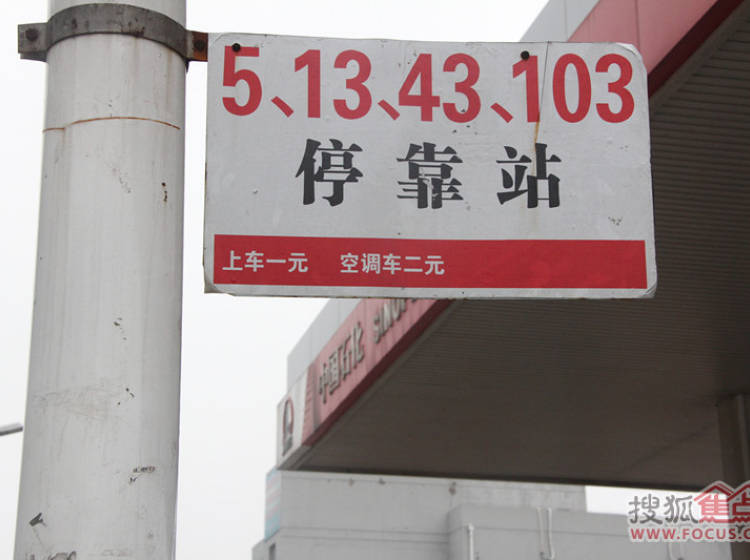 5、13、43、103
停靠站
上车一元 空调车二元
中国石化 SINOP
搜狐焦点
WWW.FOCUS.C